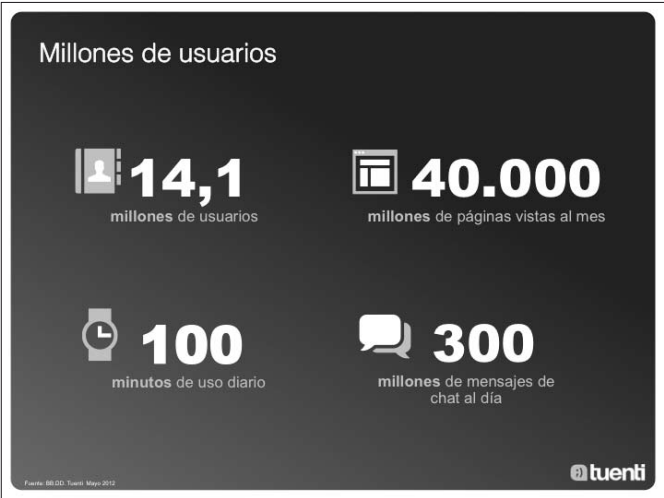 Millones de usuarios
14,1
millones de usuarios
40.000
millones de páginas vistas al mes
100
minutos de uso diario
300
millones de mensajes de
chat al día
Fuente: BB.DD. Tuenti. Mayo 2012
tuenti